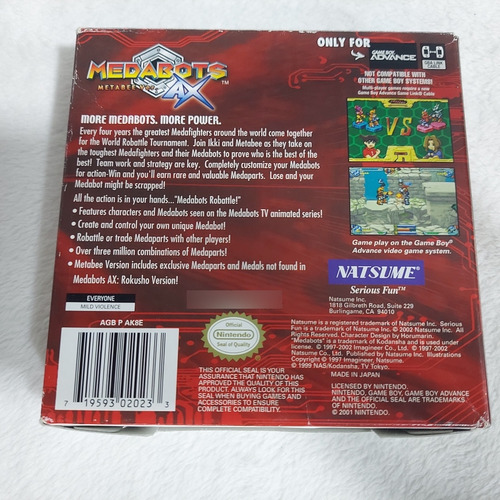 MEDABOTS
METABEE
AX
TM
ONLY FOR
GAME BOY
ADVANCE
GBA LINK
CABLE
NOT COMPATIBLE WITH
OTHER GAME BOY SYSTEMS!
Multi-player games require a new
Game Boy Advance Game Link® Cable
MORE MEDABOTS. MORE POWER.
Every four years the greatest Medafighters around the world come together
for the World Robattle Tournament. Join Ikki and Metabee as they take on
the toughest Medafighters and their Medabots to prove who is the best of the
best! Team work and strategy are key. Completely customize your Medabots
for action-Win and you'll earn rare and valuable Medaparts. Lose and your
Medabot might be scrapped!
All the action is in your hands..."Medabots Robattle!"
• Features characters and Medabots seen on the Medabots TV animated series!
• Create and control your own unique Medabot!
• Robattle or trade Medaparts with other players!
• Over three million combinations of Medaparts!
• Metabee Version includes exclusive Medaparts and Medals not found in
Medabots AX: Rokusho Version!
VS
Game play on the Game Boy®
Advance video game system.
NATSUME®
Serious Fun™
Natsume Inc.
1818 Gilbreth Road, Suite 229
Burlingame, CA 94010
EVERYONE
MILD VIOLENCE
AGB P AK8E
7 19593 02023 3
Official
Nintendo
Seal of Quality
THIS OFFICIAL SEAL IS YOUR
ASSURANCE THAT NINTENDO HAS
APPROVED THE QUALITY OF THIS
PRODUCT. ALWAYS LOOK FOR THIS
SEAL WHEN BUYING GAMES AND
ACCESSORIES TO ENSURE
COMPLETE COMPATIBILITY.
Natsume is a registered trademark of Natsume Inc. Serious
Fun is a trademark of Natsume Inc. © 2002 Natsume Inc. All
Rights Reserved. Character Design by Horumarin.
"Medabots" is a trademark of Kodansha and is used under
license. © 1997-2002 Imagineer Co., Ltd. © 1997-2002
Natsume Co., Ltd. Medabots Published by Natsume Inc. Illustrations
Copyright © 1997 Imagineer, Natsume.
© 1999 NAS/Kodansha, TV Tokyo.
MADE IN JAPAN
LICENSED BY NINTENDO.
NINTENDO, GAME BOY, GAME BOY ADVANCE
AND THE OFFICIAL SEAL ARE TRADEMARKS
OF NINTENDO.
© 2001 NINTENDO.